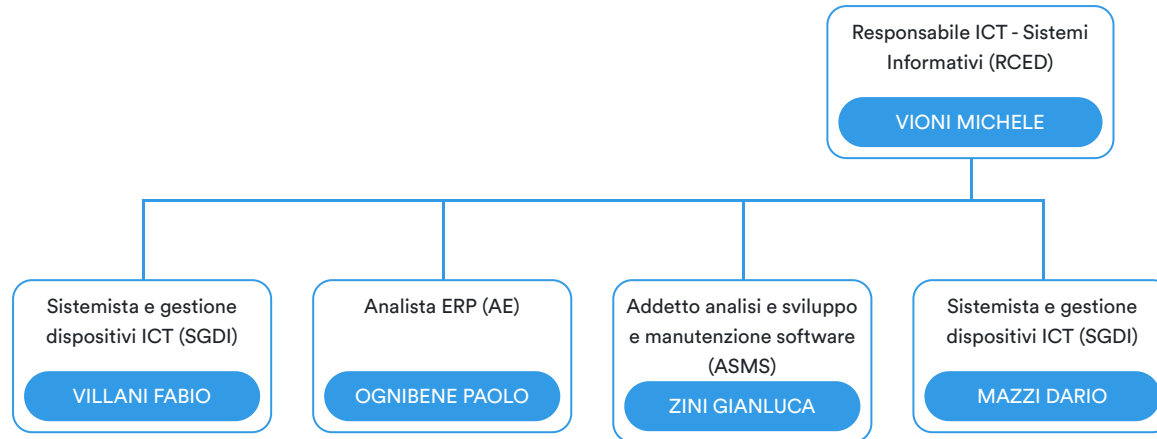 Responsabile ICT - Sistemi
Informativi (RCED)
VIONI MICHELE
Sistemista e gestione
dispositivi ICT (SGDI)
VILLANI FABIO
Analista ERP (AE)
OGNIBENE PAOLO
Addetto analisi e sviluppo
e manutenzione software
(ASMS)
ZINI GIANLUCA
Sistemista e gestione
dispositivi ICT (SGDI)
MAZZI DARIO